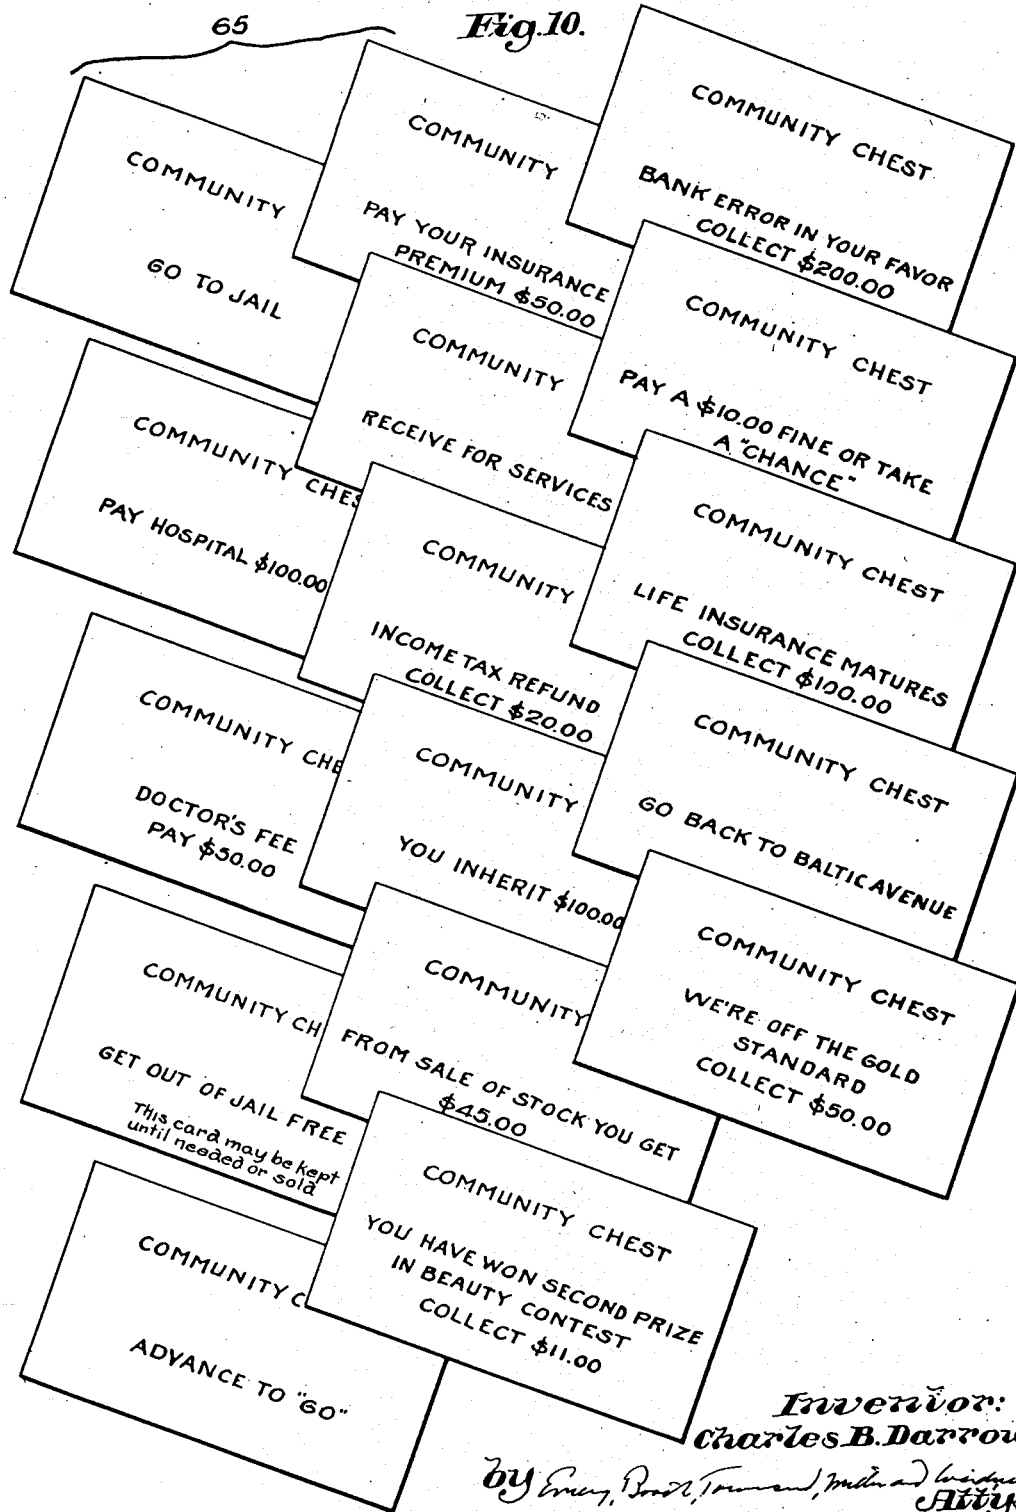 65
Fig.10.
COMMUNITY
GO TO JAIL
COMMUNITY CHES
PAY HOSPITAL $100.00
COMMUNITY CHE
DOCTOR'S FEE
PAY $50.00
COMMUNITY CH
GET OUT OF JAIL FREE
This card may be kept
until needed or sold
COMMUNITY C
ADVANCE TO "GO"
COMMUNITY
PAY YOUR INSURANCE
PREMIUM $50.00
COMMUNITY
RECEIVE FOR SERVICES
COMMUNITY
INCOME TAX REFUND
COLLECT $20.00
COMMUNITY
YOU INHERIT $100.00
COMMUNITY
FROM SALE OF STOCK YOU GET
$45.00
COMMUNITY CHEST
YOU HAVE WON SECOND PRIZE
IN BEAUTY CONTEST
COLLECT $11.00
COMMUNITY CHEST
BANK ERROR IN YOUR FAVOR
COLLECT $200.00
COMMUNITY CHEST
PAY A $10.00 FINE OR TAKE
A "CHANCE"
COMMUNITY CHEST
LIFE INSURANCE MATURES
COLLECT $100.00
COMMUNITY CHEST
GO BACK TO BALTIC AVENUE
COMMUNITY CHEST
WE'RE OFF THE GOLD
STANDARD
COLLECT $50.00
Inventor:
Charles B. Darrow
by Emery, Booth, Townsend, and
Atty